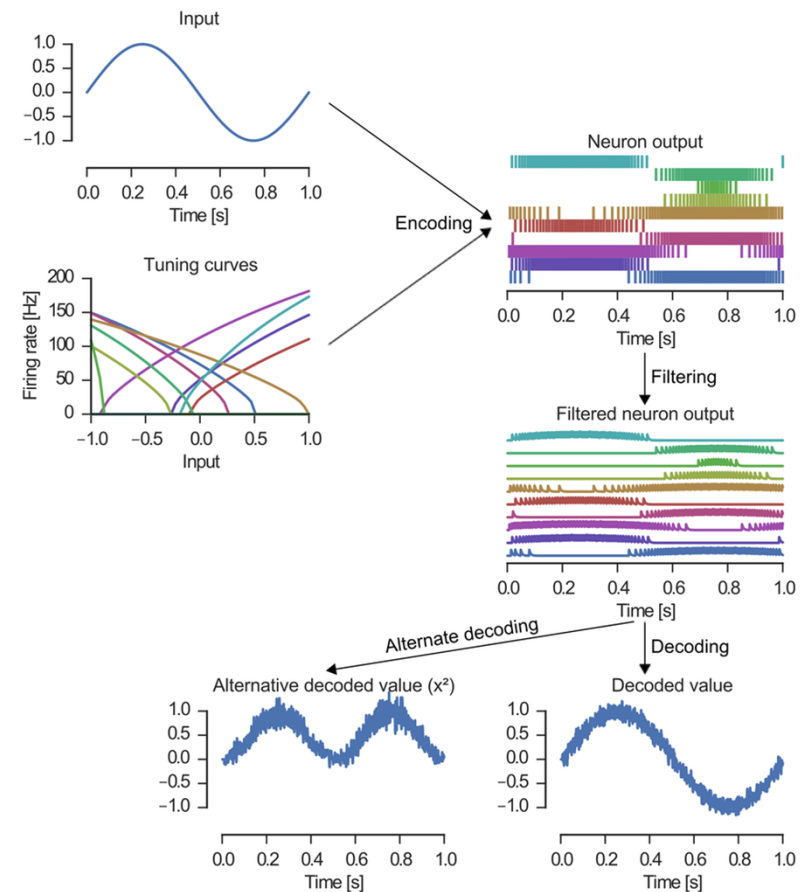 Input
1.0
0.5
0.0
−0.5
−1.0
0.0 0.2 0.4 0.6 0.8 1.0
Time [s]
Tuning curves
Firing rate [Hz]
200
150
100
50
0
−1.0 −0.5 0.0 0.5 1.0
Input
Encoding
Neuron output
0.0 0.2 0.4 0.6 0.8 1.0
Time [s]
Filtering
Filtered neuron output
0.0 0.2 0.4 0.6 0.8 1.0
Time [s]
Alternate decoding
Decoding
Alternative decoded value (x²)
1.0
0.5
0.0
−0.5
−1.0
0.0 0.2 0.4 0.6 0.8 1.0
Time [s]
Decoded value
1.0
0.5
0.0
−0.5
−1.0
0.0 0.2 0.4 0.6 0.8 1.0
Time [s]